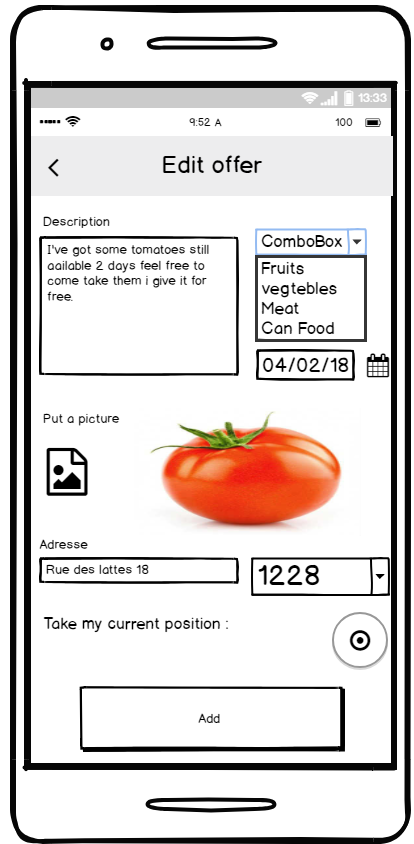 13:33
9:52 A
100
Edit offer
Description
I've got some tomatoes still
aailable 2 days feel free to
come take them i give it for
free.
ComboBox
Fruits
vegtebles
Meat
Can Food
04/02/18
Put a picture
Adresse
Rue des lattes 18
1228
Take my current position :
Add